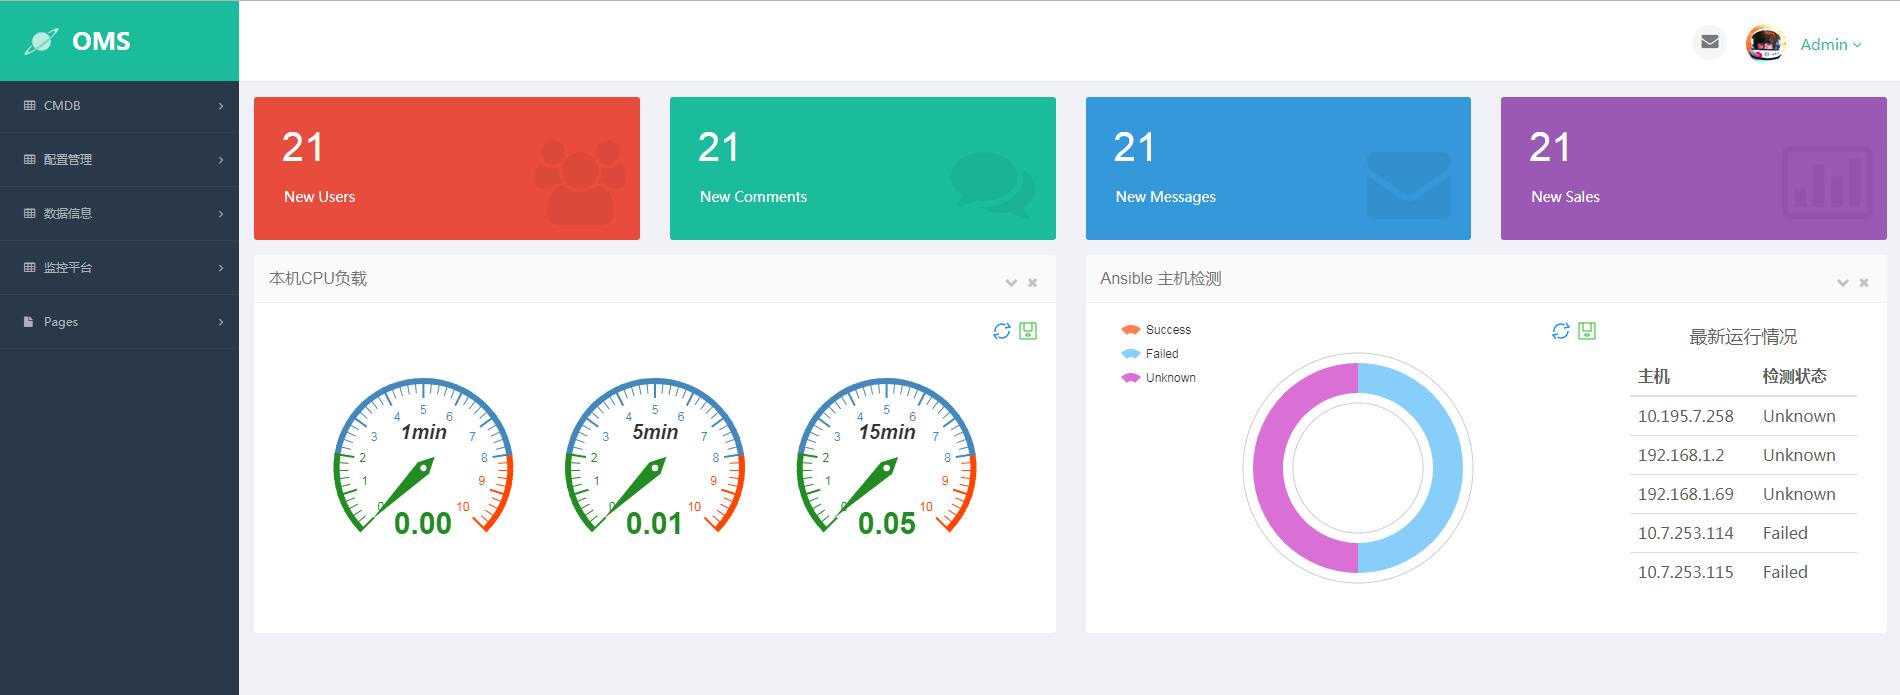 OMS
Admin
CMDB
配置管理
数据信息
监控平台
Pages
21
New Users
21
New Comments
21
New Messages
21
New Sales
本机CPU负载
0 1 2 3 4 5 6 7 8 9 10
1min
0.00
0 1 2 3 4 5 6 7 8 9 10
5min
0.01
0 1 2 3 4 5 6 7 8 9 10
15min
0.05
Ansible 主机检测
Success
Failed
Unknown
最新运行情况
主机 检测状态
10.195.7.258 Unknown
192.168.1.2 Unknown
192.168.1.69 Unknown
10.7.253.114 Failed
10.7.253.115 Failed